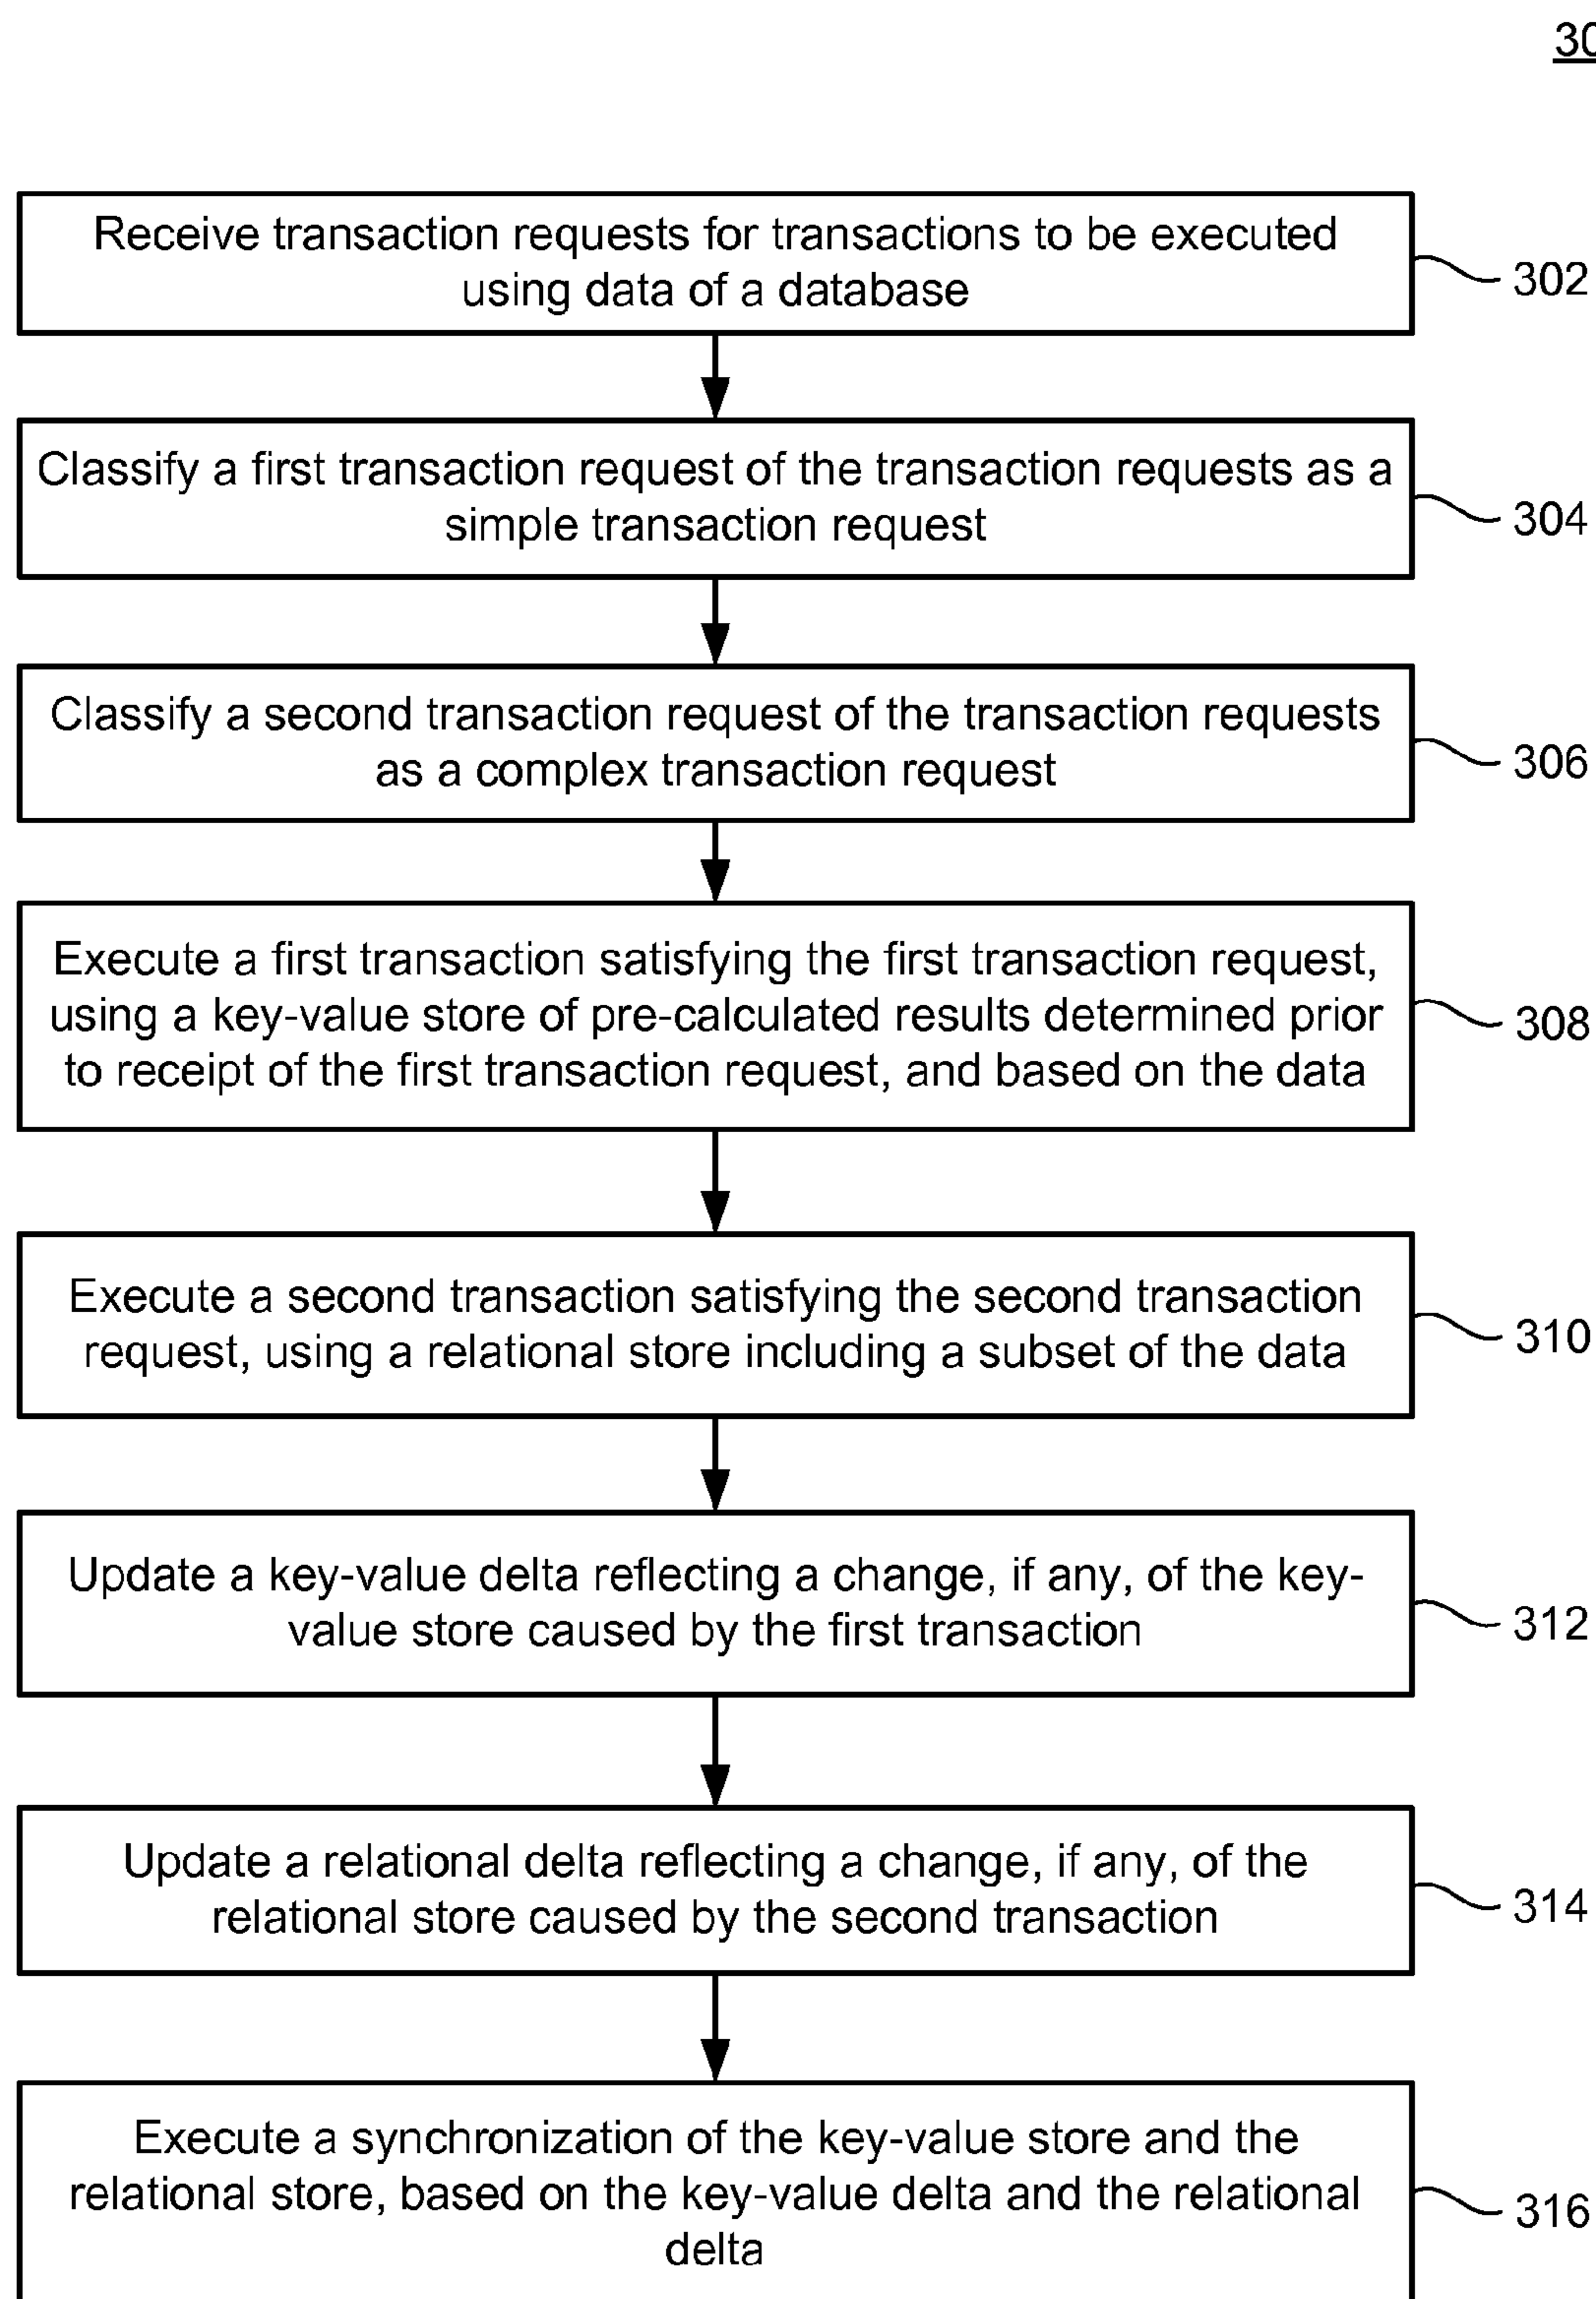 30
Receive transaction requests for transactions to be executed
using data of a database
302
Classify a first transaction request of the transaction requests as a
simple transaction request
304
Classify a second transaction request of the transaction requests
as a complex transaction request
306
Execute a first transaction satisfying the first transaction request,
using a key-value store of pre-calculated results determined prior
to receipt of the first transaction request, and based on the data
308
Execute a second transaction satisfying the second transaction
request, using a relational store including a subset of the data
310
Update a key-value delta reflecting a change, if any, of the key-
value store caused by the first transaction
312
Update a relational delta reflecting a change, if any, of the
relational store caused by the second transaction
314
Execute a synchronization of the key-value store and the
relational store, based on the key-value delta and the relational
delta
316